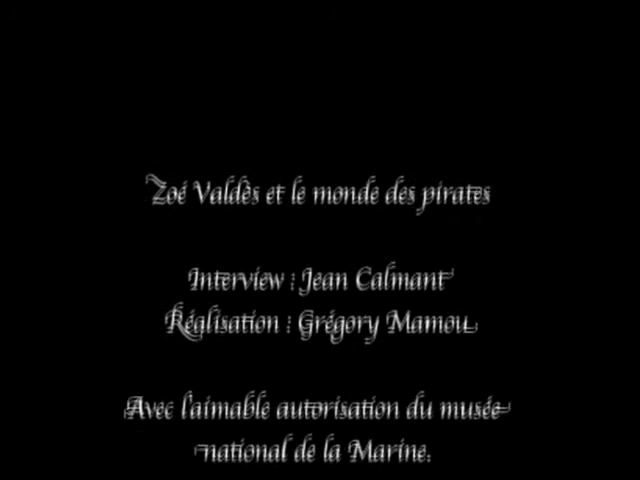 Zoé Valdès et le monde des pirates
Interview : Jean Calmant
Réalisation : Grégory Mamou
Avec l'aimable autorisation du musée
national de la Marine.